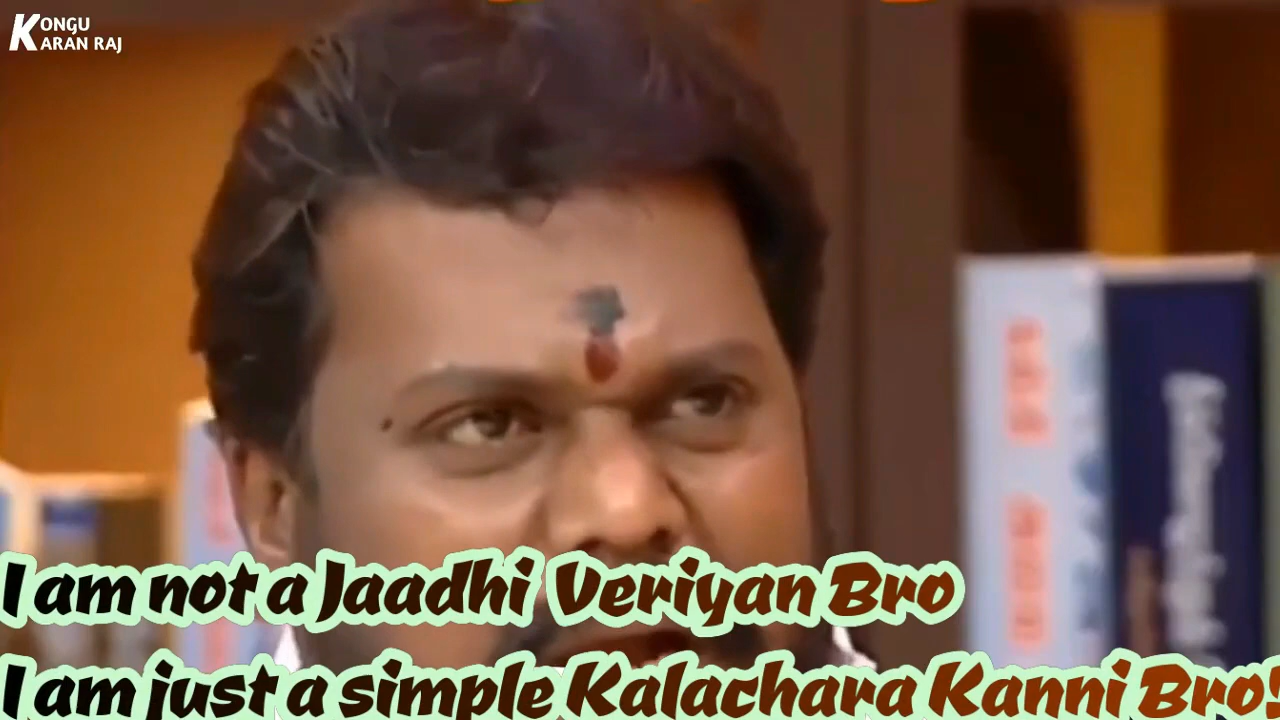 KONGU
KARAN RAJ
I am not a Jaadhi Veriyan Bro
I am just a simple Kalachara Kanni Bro!